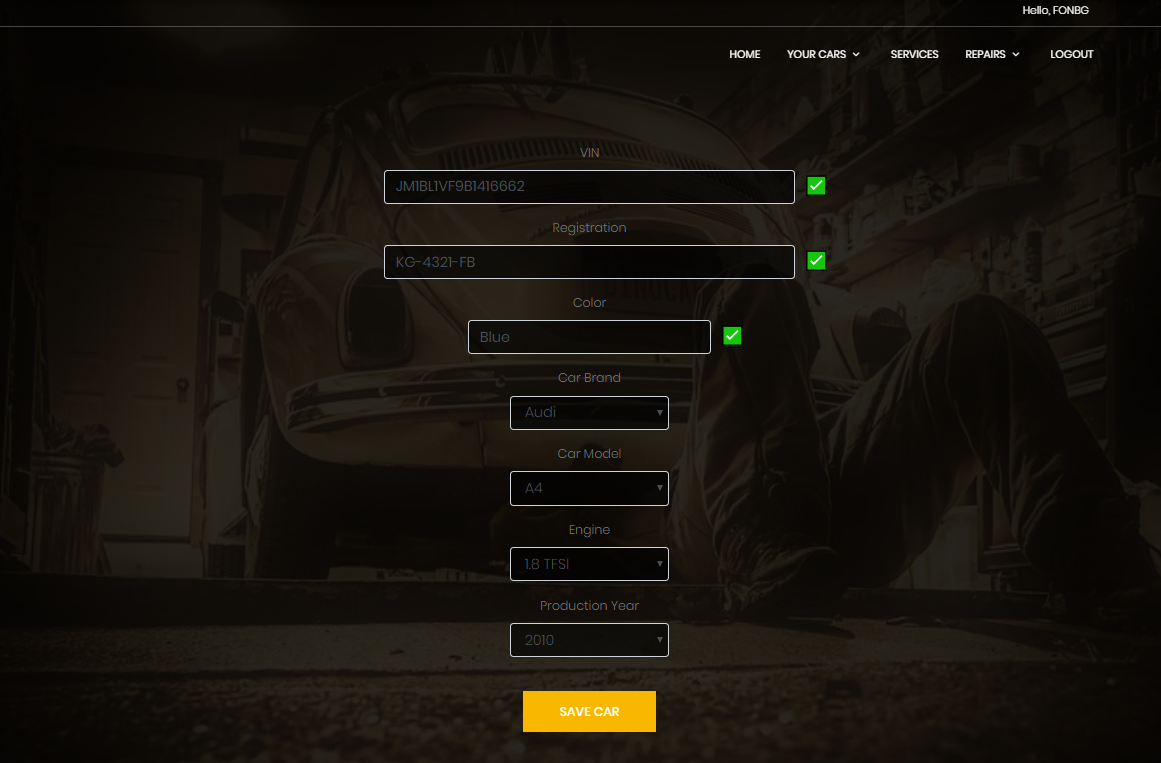 Hello, FONBG
HOME YOUR CARS SERVICES REPAIRS LOGOUT
VIN
JM1BL1VF9B1416662
Registration
KG-4321-FB
Color
Blue
Car Brand
Audi
Car Model
A4
Engine
1.8 TFSI
Production Year
2010
SAVE CAR